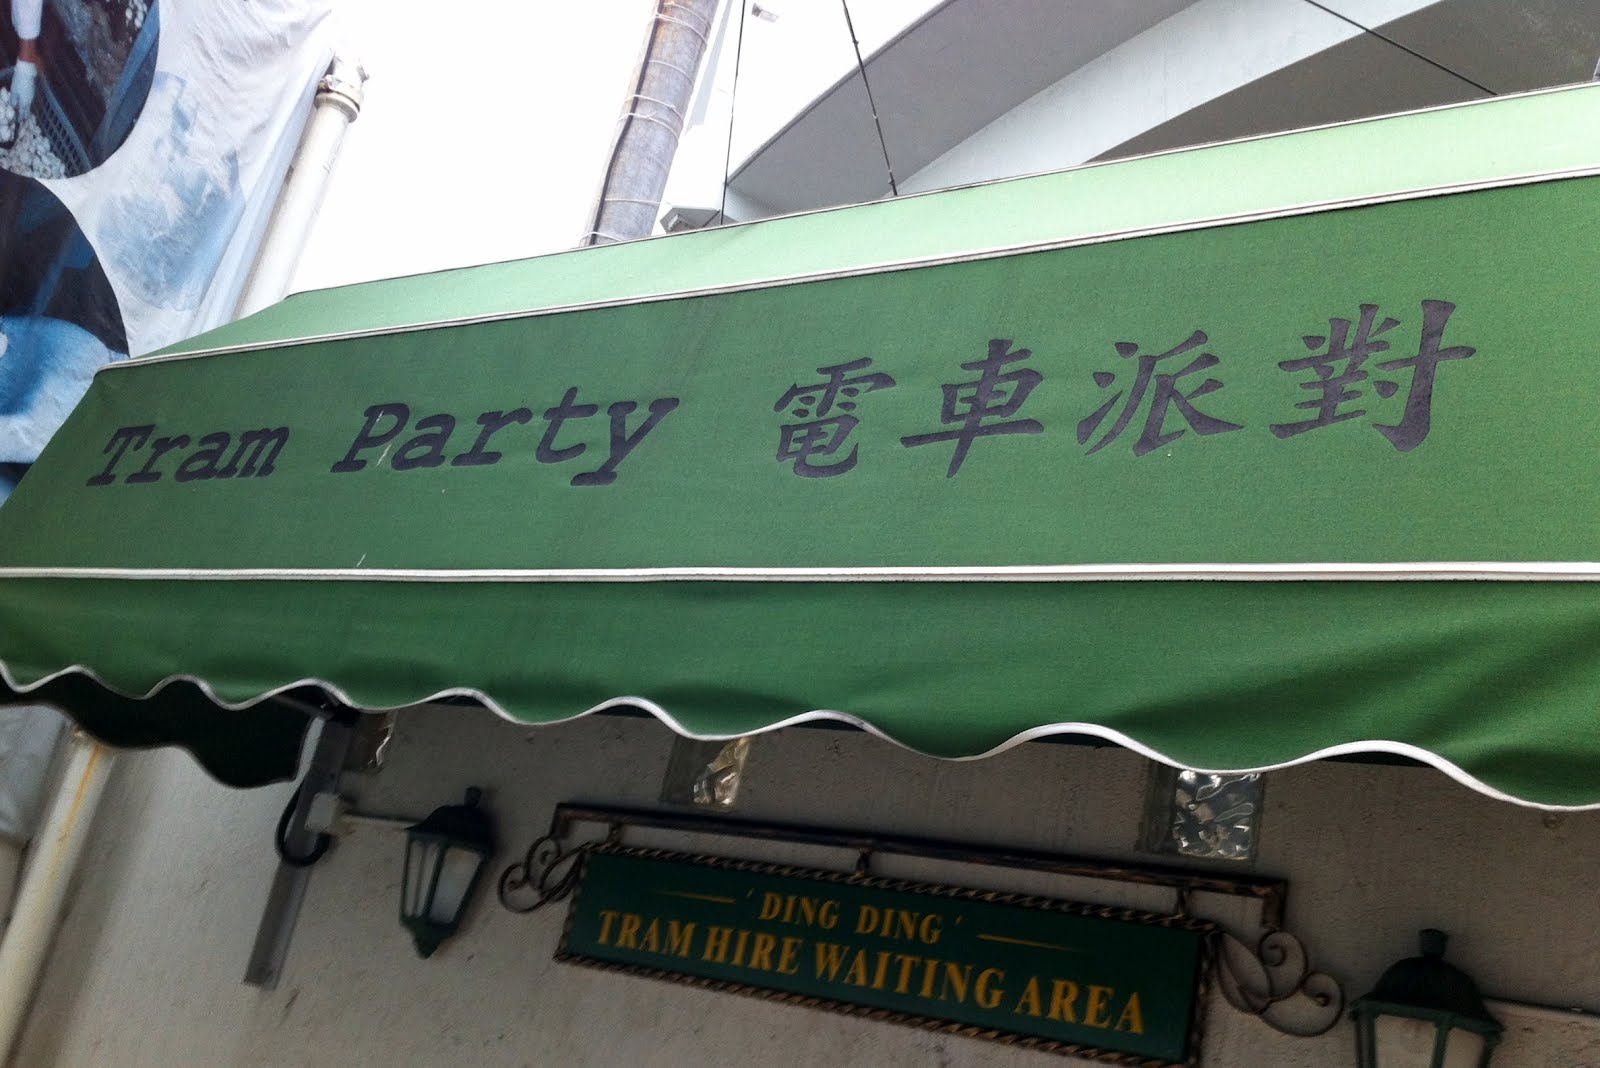 Tram Party 電車派對
'DING DING'
TRAM HIRE WAITING AREA